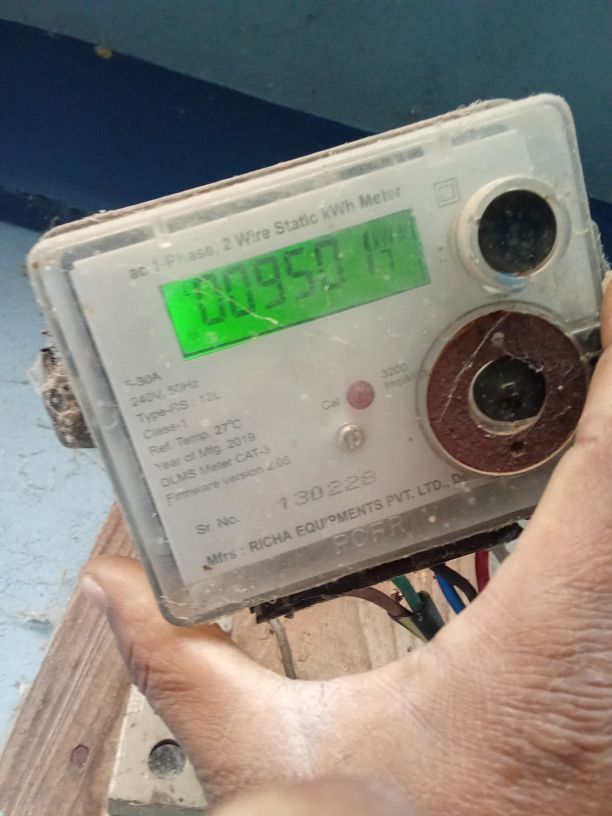 ac 1-Phase, 2 Wire Static kWh Meter
009501 kWh
5-30A
240V, 50Hz
Type-RS : 12L
Class-1
Ref. Temp. 27°C
Year of Mfg. 2019
DLMS Meter CAT-3
Firmware version 2.05
Cal
3200
Imp/k
Sr. No. 130228
Mfrs : RICHA EQUIPMENTS PVT. LTD.,